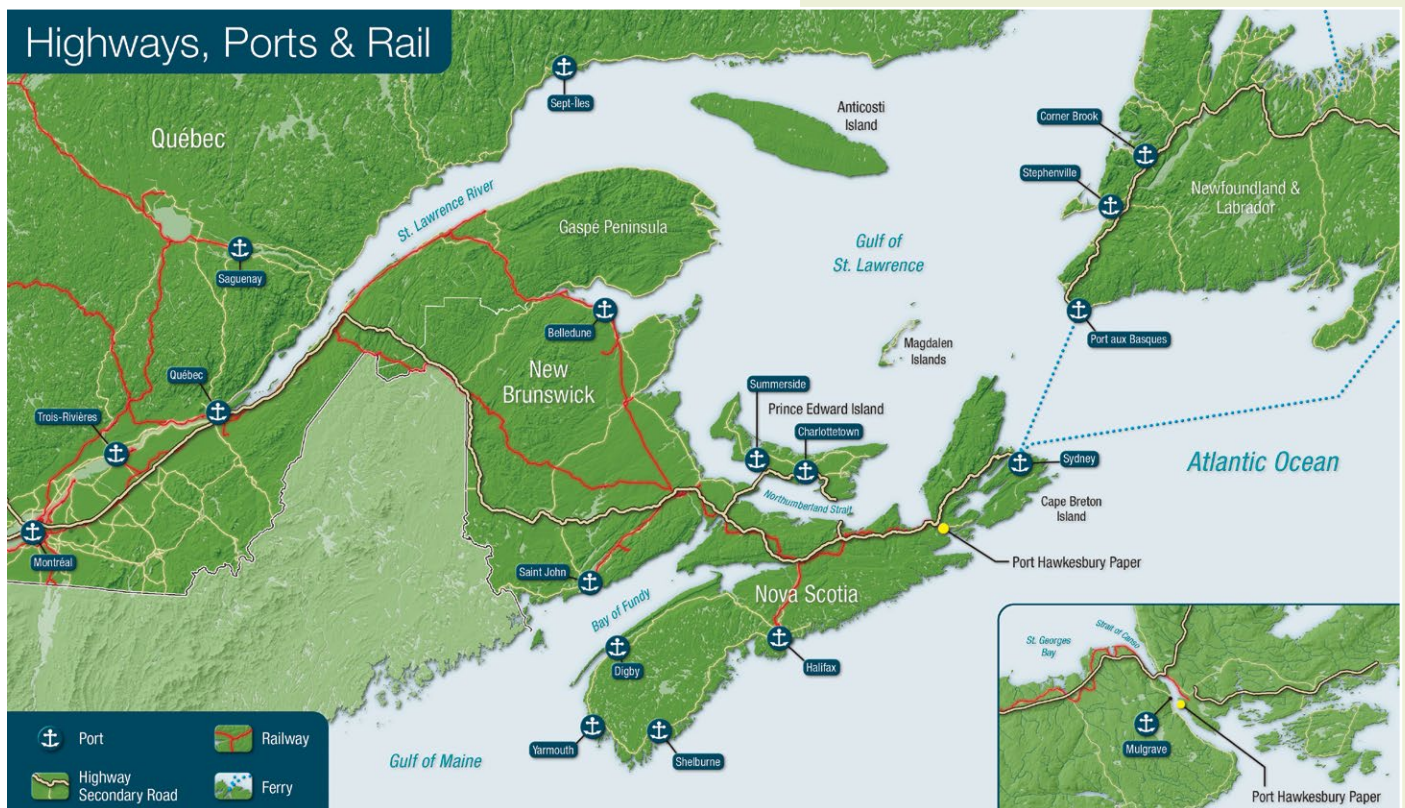 Highways, Ports & Rail
Sept-Îles
Anticosti
Island
Corner Brook
Québec
Stephenville
Newfoundland &
Labrador
St. Lawrence River
Gaspé Peninsula
Gulf of
St. Lawrence
Saguenay
Belledune
Port aux Basques
Magdalen
Islands
New
Brunswick
Québec
Summerside
Prince Edward Island
Trois-Rivières
Charlottetown
Sydney
Atlantic Ocean
Northumberland Strait
Cape Breton
Island
Montréal
Port Hawkesbury Paper
Saint John
Nova Scotia
Bay of Fundy
Halifax
Digby
St. Georges
Bay
Strait of Canso
Port
Railway
Yarmouth
Shelburne
Gulf of Maine
Mulgrave
Highway
Secondary Road
Ferry
Port Hawkesbury Paper